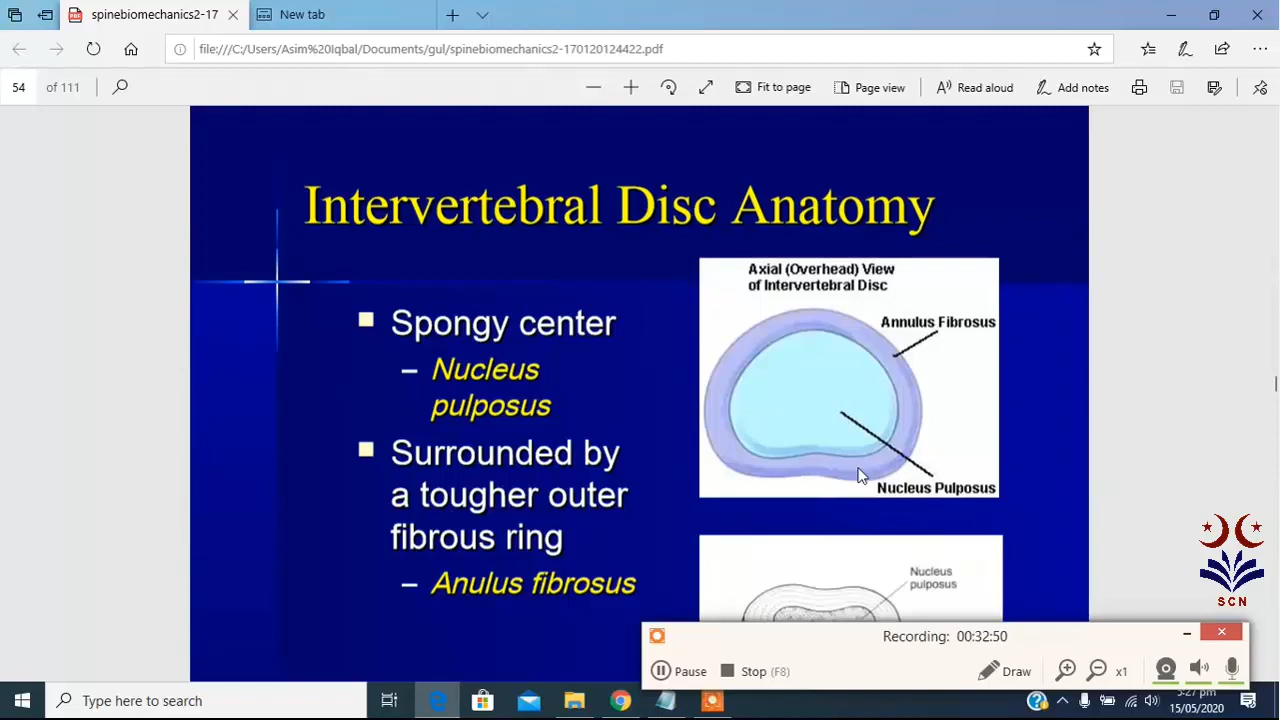 spinebiomechanics2-17
New tab
file:///C:/Users/Asim%20Iqbal/Documents/gul/spinebiomechanics2-170120124422.pdf
54 of 111
Fit to page
Page view
Read aloud
Add notes
Intervertebral Disc Anatomy
Spongy center
– Nucleus
pulposus
Surrounded by
a tougher outer
fibrous ring
– Anulus fibrosus
Axial (Overhead) View
of Intervertebral Disc
Annulus Fibrosus
Nucleus Pulposus
Nucleus
pulposus
SCN
Recording: 00:32:50
Pause
Stop (F8)
Draw
x1
Type here to search
5:27 pm
15/05/2020